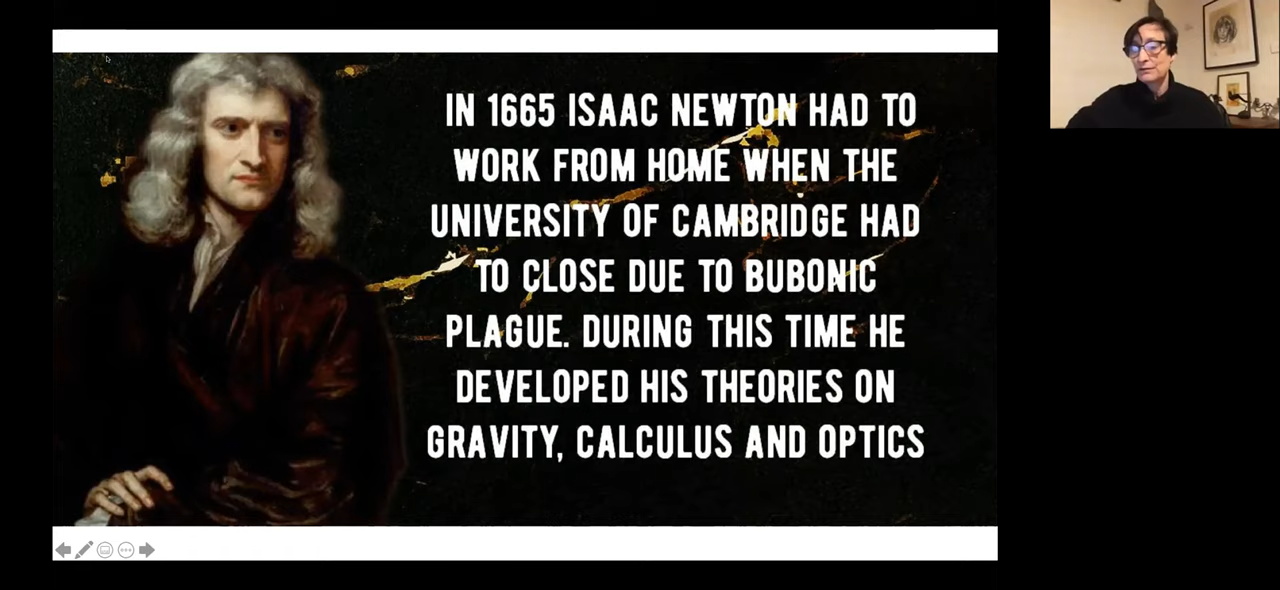 IN 1665 ISAAC NEWTON HAD TO
WORK FROM HOME WHEN THE
UNIVERSITY OF CAMBRIDGE HAD
TO CLOSE DUE TO BUBONIC
PLAGUE. DURING THIS TIME HE
DEVELOPED HIS THEORIES ON
GRAVITY, CALCULUS AND OPTICS